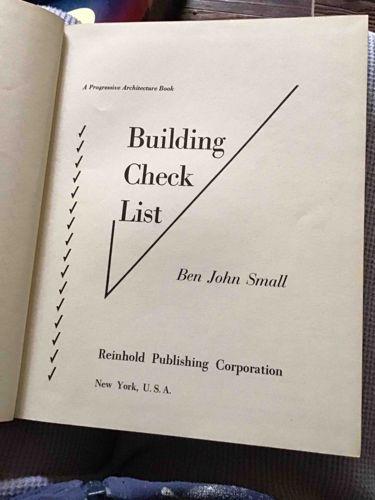 A Progressive Architecture Book
Building
Check
List
Ben John Small
Reinhold Publishing Corporation
New York, U. S. A.